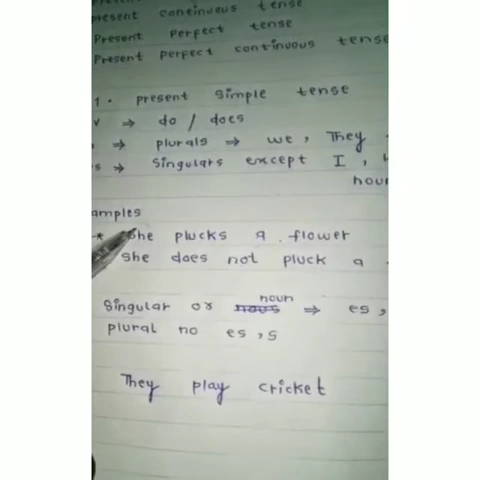 present continuous tense
Present perfect tense
Present perfect continuous tense
1. present simple tense
⇒ do / does
⇒ plurals ⇒ we, They
⇒ singulars except I,
noun
amples
* She plucks a flower
She does not pluck a
Singular or noun ⇒ es,
plural no es, s
They play cricket